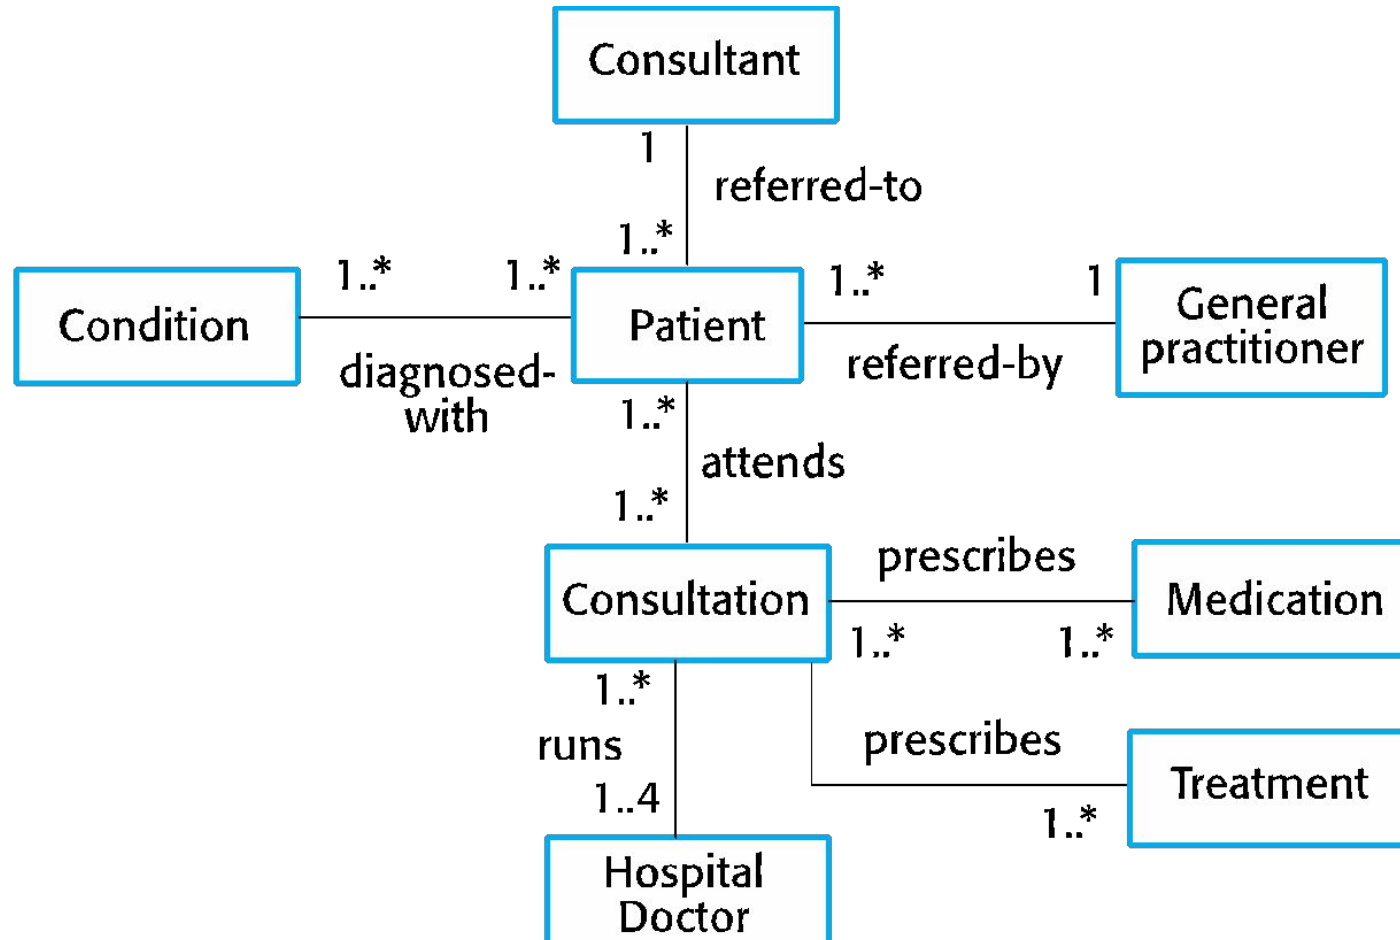 Consultant
1
referred-to
1..*
1..*
1..*
1..*
1
Condition
Patient
General
practitioner
diagnosed-
with
referred-by
1..*
attends
1..*
prescribes
Consultation
Medication
1..*
1..*
1..*
runs
prescribes
1..4
Treatment
1..*
Hospital
Doctor